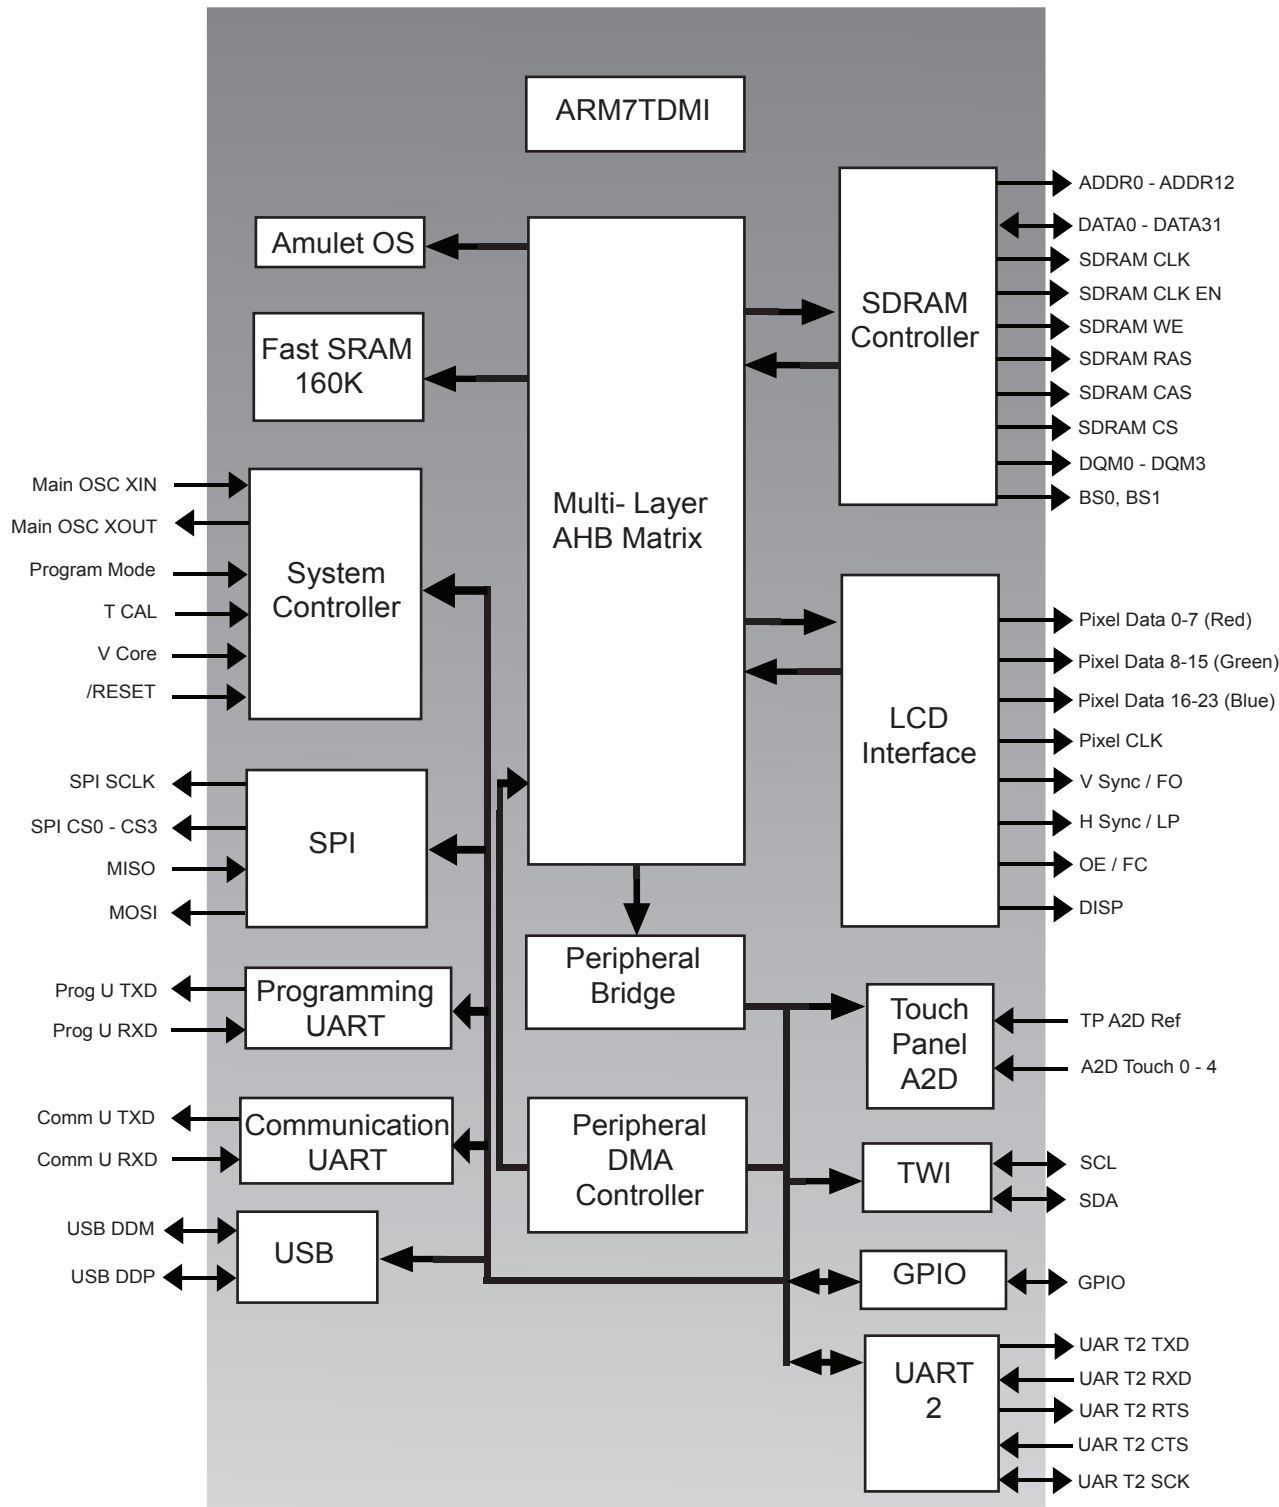 ARM7TDMI
Amulet OS
Fast SRAM
160K
Multi- Layer
AHB Matrix
SDRAM
Controller
ADDR0 - ADDR12
DATA0 - DATA31
SDRAM CLK
SDRAM CLK EN
SDRAM WE
SDRAM RAS
SDRAM CAS
SDRAM CS
DQM0 - DQM3
BS0, BS1
Main OSC XIN
Main OSC XOUT
Program Mode
T CAL
V Core
/RESET
System
Controller
LCD
Interface
Pixel Data 0-7 (Red)
Pixel Data 8-15 (Green)
Pixel Data 16-23 (Blue)
Pixel CLK
V Sync / FO
H Sync / LP
OE / FC
DISP
SPI SCLK
SPI CS0 - CS3
MISO
MOSI
SPI
Peripheral
Bridge
Prog U TXD
Prog U RXD
Programming
UART
Touch
Panel
A2D
TP A2D Ref
A2D Touch 0 - 4
Comm U TXD
Comm U RXD
Communication
UART
Peripheral
DMA
Controller
TWI
SCL
SDA
USB DDM
USB DDP
USB
GPIO
GPIO
UART
2
UAR T2 TXD
UAR T2 RXD
UAR T2 RTS
UAR T2 CTS
UAR T2 SCK